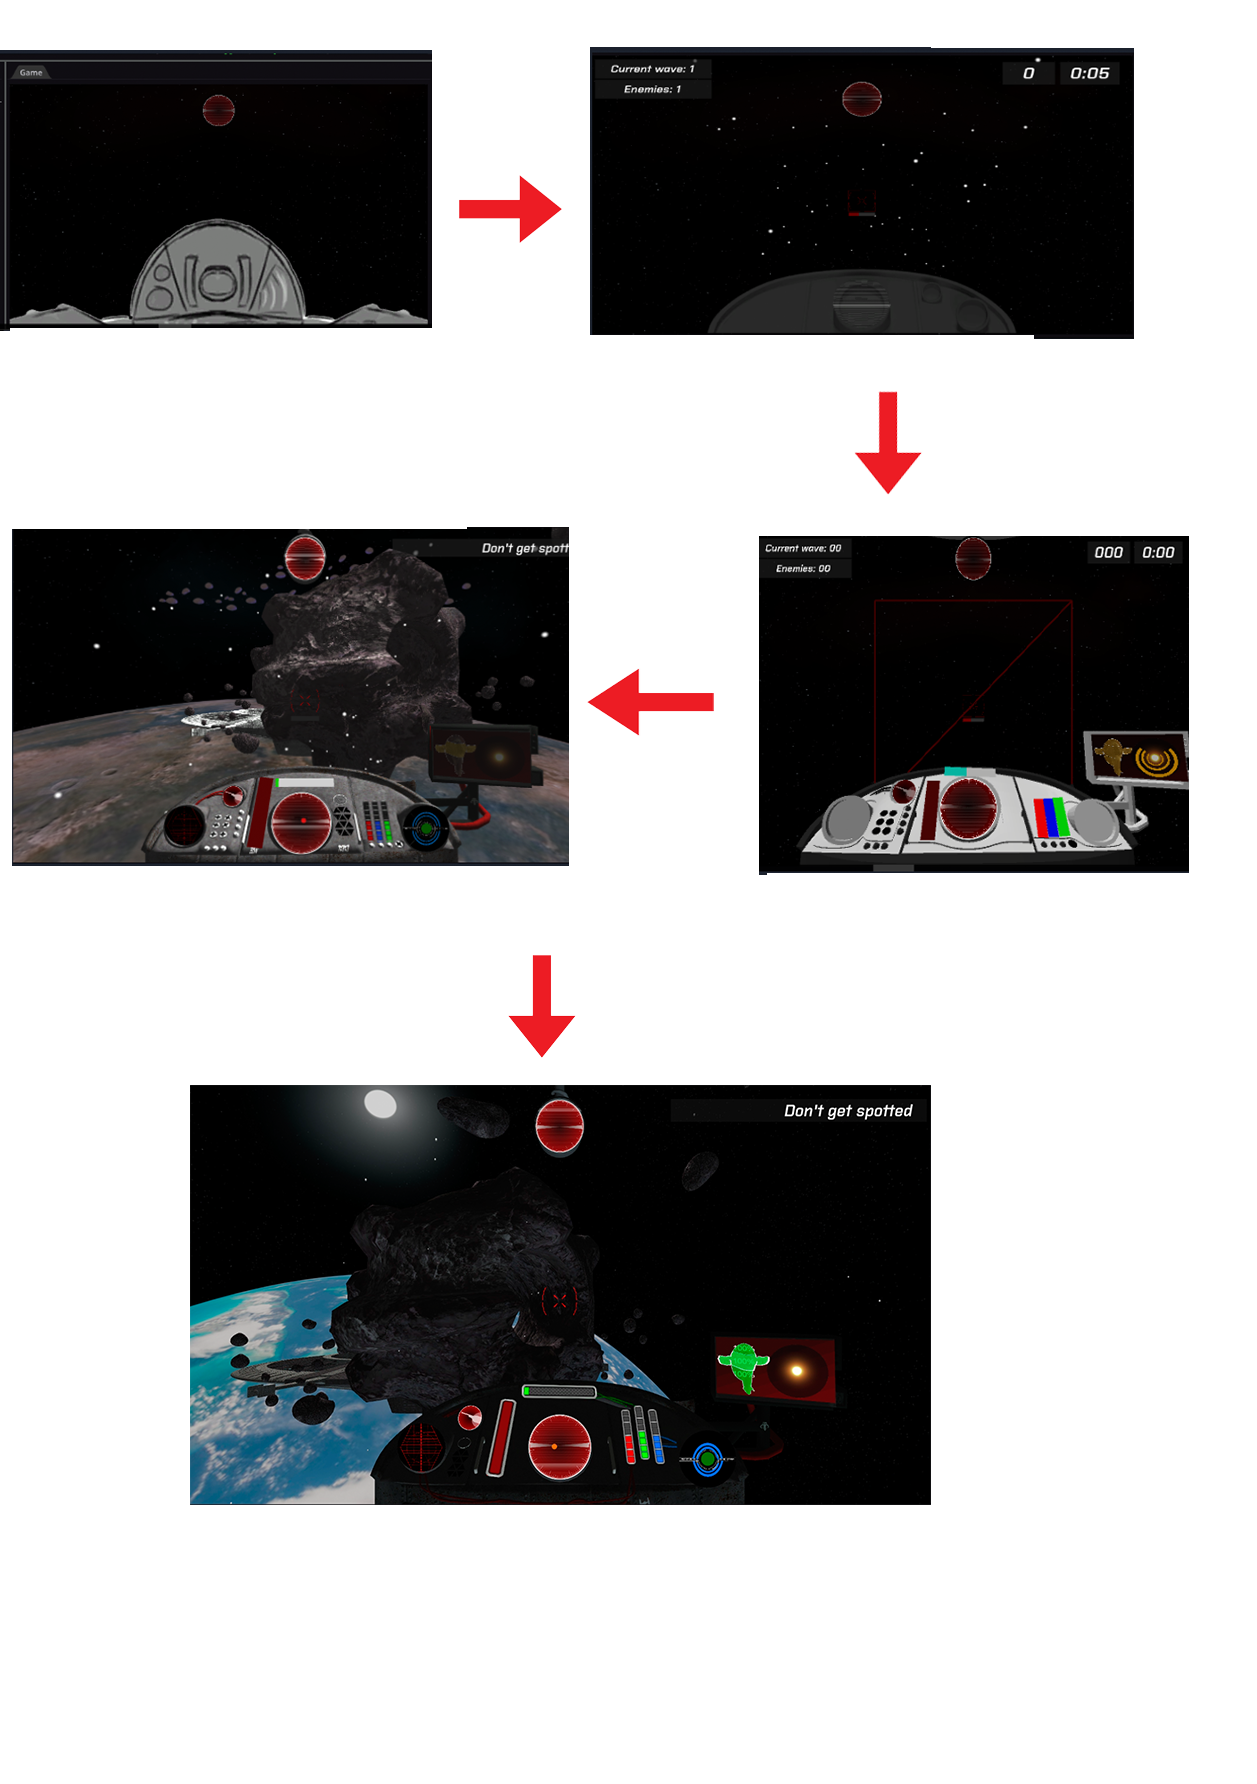 Game
Current wave: 1
Enemies: 1
0
0:05
Don't get spott
Current wave: 00
Enemies: 00
000
0:00
Don't get spotted